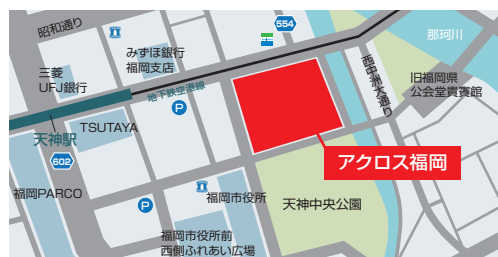 昭和通り
みずほ銀行
福岡支店
554
那珂川
三菱
UFJ銀行
地下鉄空港線
P
西中洲大通り
旧福岡県
公会堂貴賓館
天神駅
TSUTAYA
602
アクロス福岡
福岡PARCO
福岡市役所
天神中央公園
P
福岡市役所前
西側ふれあい広場